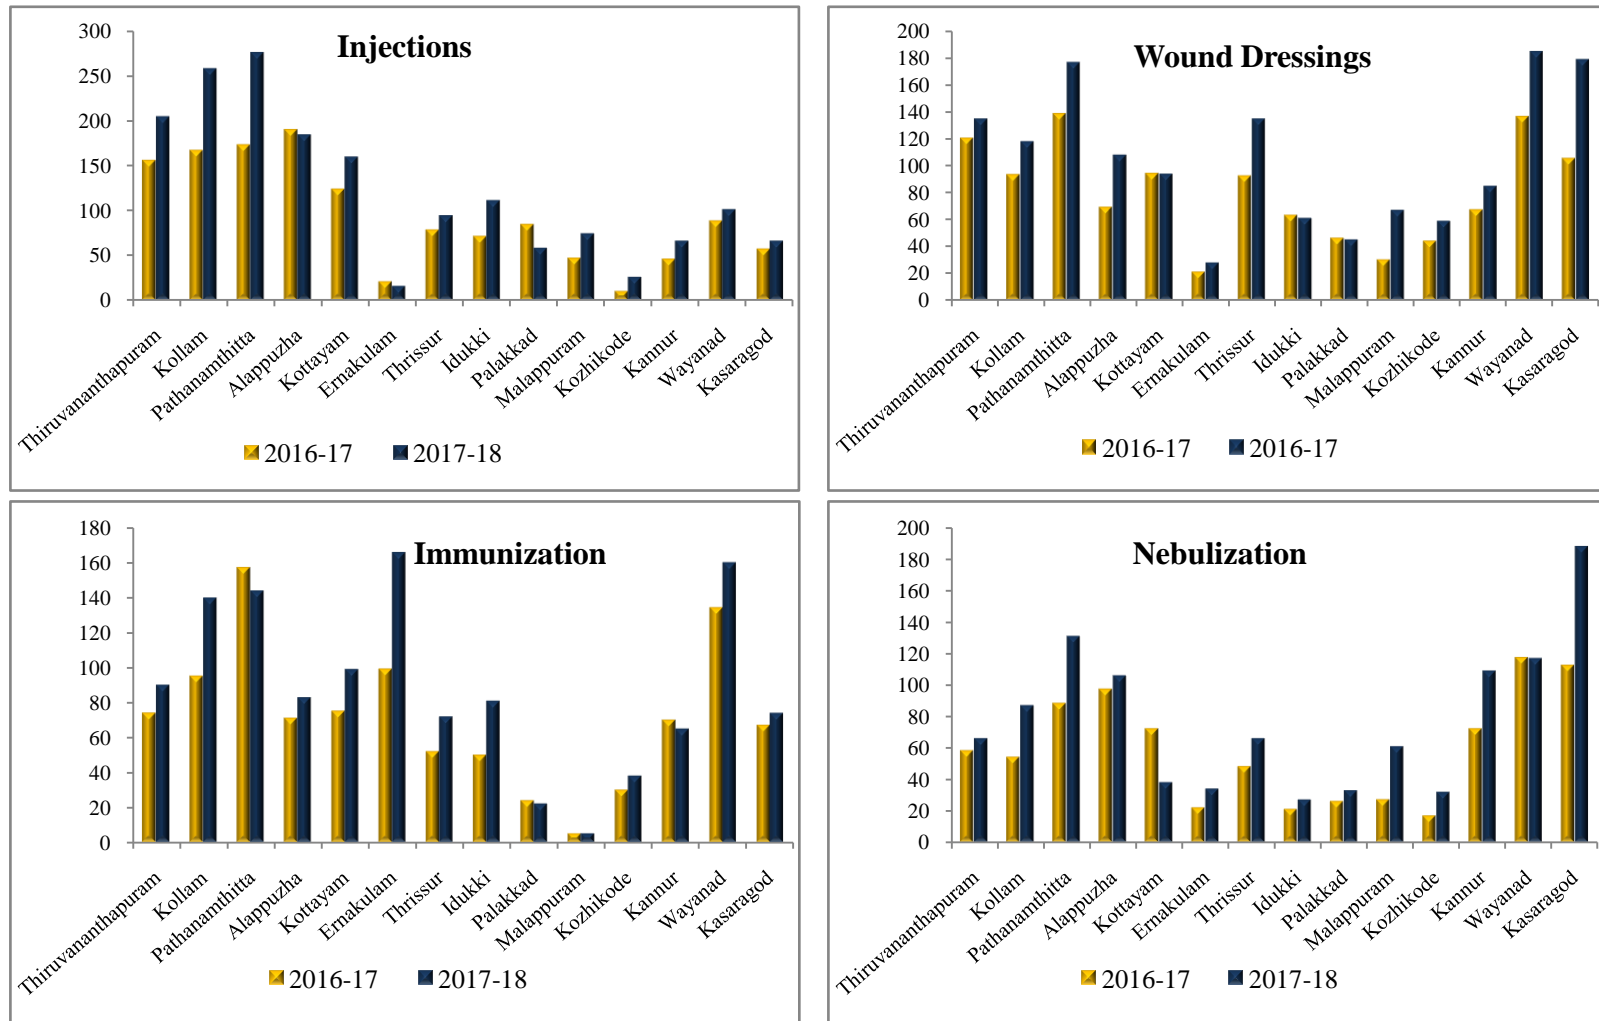 Injections
300
250
200
150
100
50
0
Thiruvananthapuram
Kollam
Pathanamthitta
Alappuzha
Kottayam
Ernakulam
Thrissur
Idukki
Palakkad
Malappuram
Kozhikode
Kannur
Wayanad
Kasaragod
2016-17 2017-18
Wound Dressings
200
180
160
140
120
100
80
60
40
20
0
Thiruvananthapuram
Kollam
Pathanamthitta
Alappuzha
Kottayam
Ernakulam
Thrissur
Idukki
Palakkad
Malappuram
Kozhikode
Kannur
Wayanad
Kasaragod
2016-17 2016-17
Immunization
180
160
140
120
100
80
60
40
20
0
Thiruvananthapuram
Kollam
Pathanamthitta
Alappuzha
Kottayam
Ernakulam
Thrissur
Idukki
Palakkad
Malappuram
Kozhikode
Kannur
Wayanad
Kasaragod
2016-17 2017-18
Nebulization
200
180
160
140
120
100
80
60
40
20
0
Thiruvananthapuram
Kollam
Pathanamthitta
Alappuzha
Kottayam
Ernakulam
Thrissur
Idukki
Palakkad
Malappuram
Kozhikode
Kannur
Wayanad
Kasaragod
2016-17 2017-18